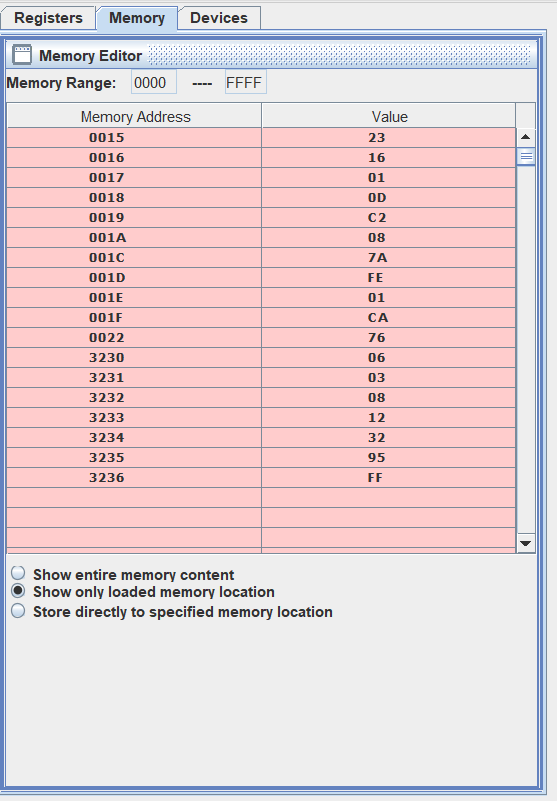 Registers Memory Devices
Memory Editor
Memory Range: 0000 ---- FFFF
Memory Address Value
0015 23
0016 16
0017 01
0018 0D
0019 C2
001A 08
001C 7A
001D FE
001E 01
001F CA
0022 76
3230 06
3231 03
3232 08
3233 12
3234 32
3235 95
3236 FF
Show entire memory content
Show only loaded memory location
Store directly to specified memory location